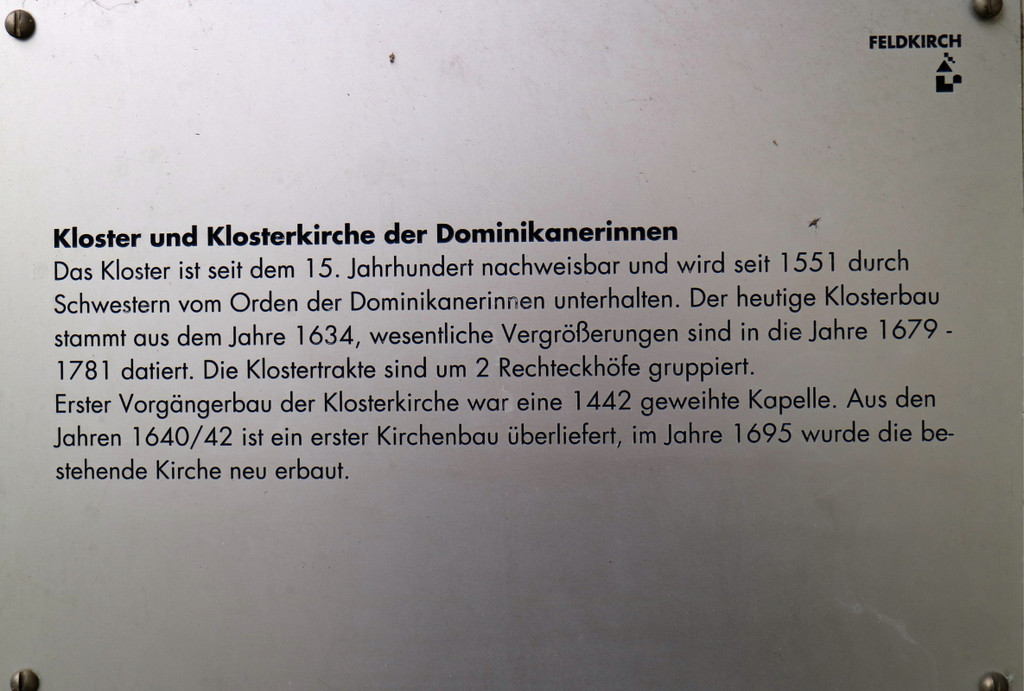 FELDKIRCH
Kloster und Klosterkirche der Dominikanerinnen
Das Kloster ist seit dem 15. Jahrhundert nachweisbar und wird seit 1551 durch
Schwestern vom Orden der Dominikanerinnen unterhalten. Der heutige Klosterbau
stammt aus dem Jahre 1634, wesentliche Vergrößerungen sind in die Jahre 1679 -
1781 datiert. Die Klostertrakte sind um 2 Rechteckhöfe gruppiert.
Erster Vorgängerbau der Klosterkirche war eine 1442 geweihte Kapelle. Aus den
Jahren 1640/42 ist ein erster Kirchenbau überliefert, im Jahre 1695 wurde die be-
stehende Kirche neu erbaut.